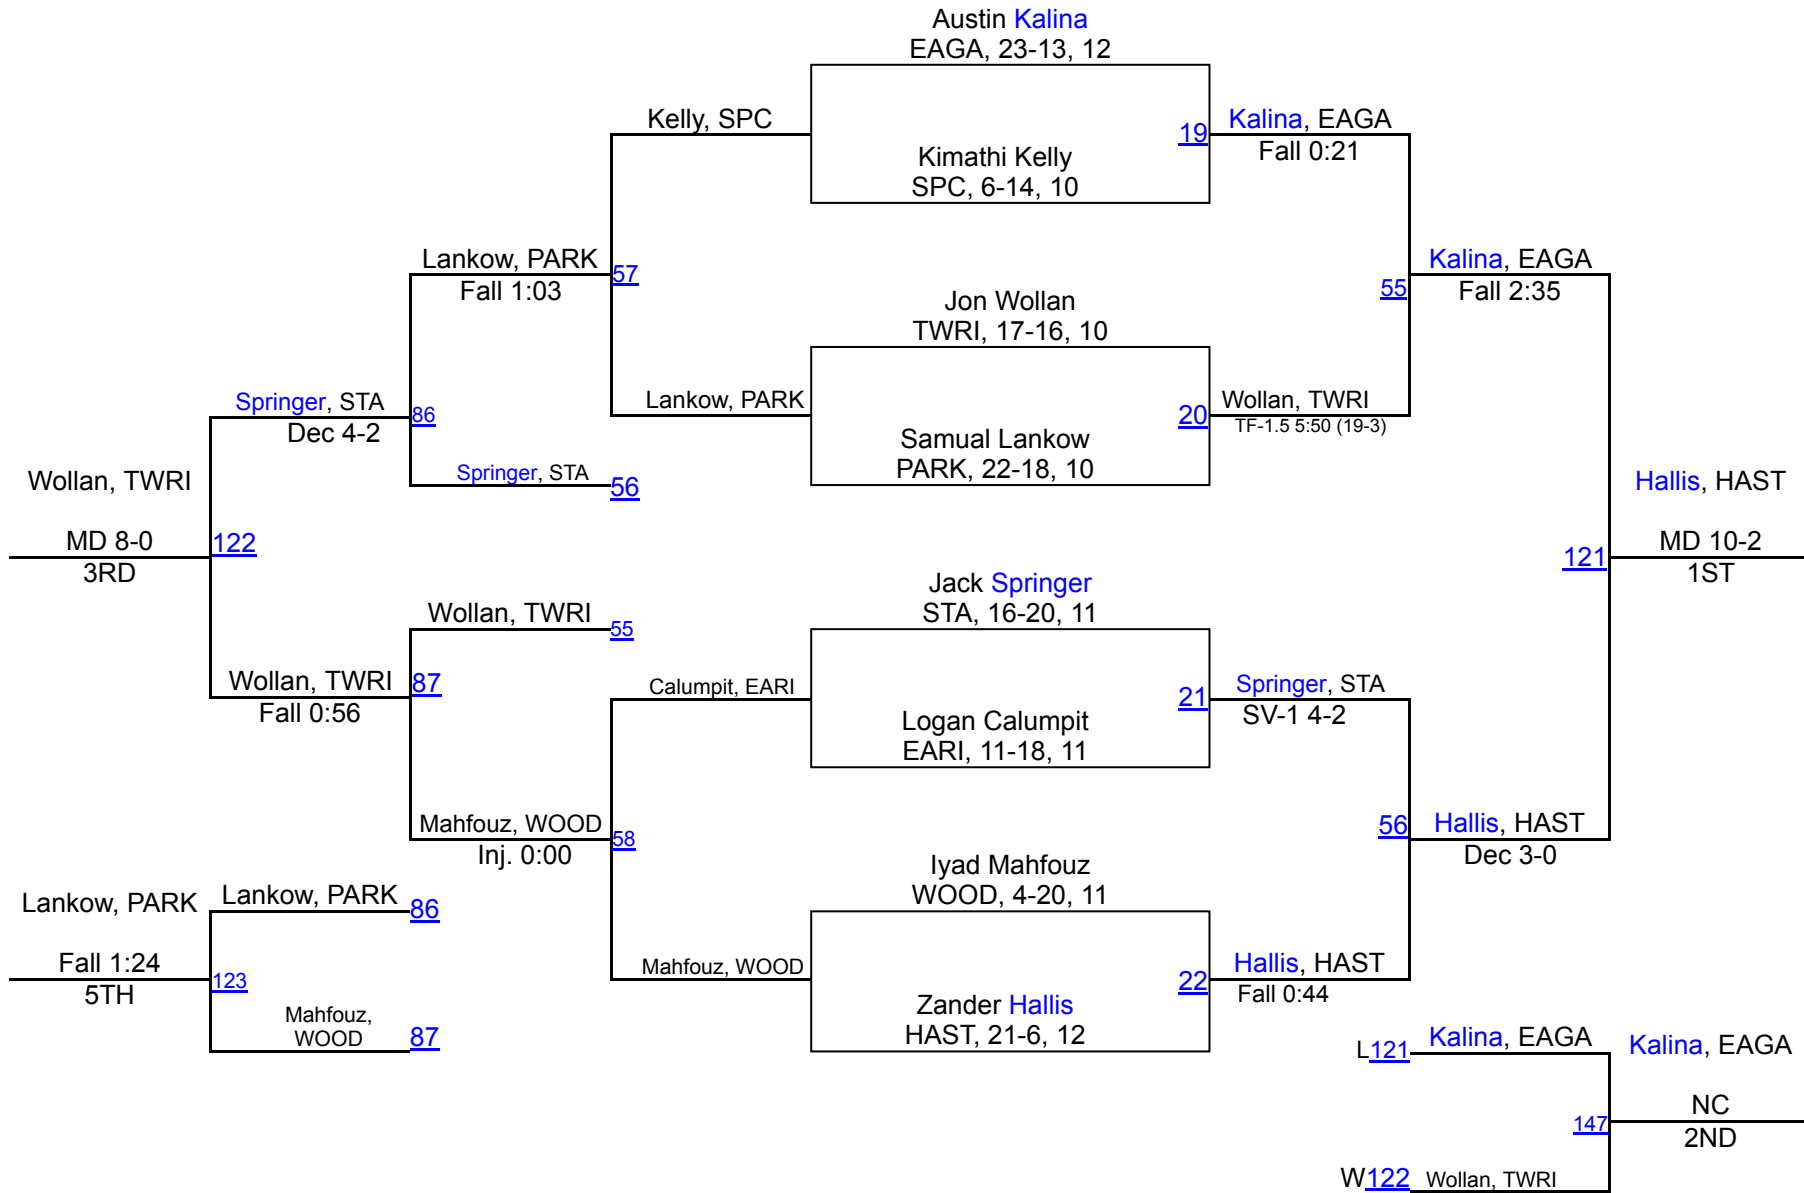 Austin Kalina
EAGA, 23-13, 12
Kelly, SPC
19
Kalina, EAGA
Fall 0:21
Kimathi Kelly
SPC, 6-14, 10
Lankow, PARK
Fall 1:03
57
Kalina, EAGA
Fall 2:35
55
Jon Wollan
TWRI, 17-16, 10
Springer, STA
Dec 4-2
86
Lankow, PARK
20
Wollan, TWRI
TF-1.5 5:50 (19-3)
Samual Lankow
PARK, 22-18, 10
Springer, STA
56
Wollan, TWRI
MD 8-0
3RD
122
Hallis, HAST
MD 10-2
1ST
121
Jack Springer
STA, 16-20, 11
Wollan, TWRI
55
Wollan, TWRI
Fall 0:56
87
Calumpit, EARI
21
Springer, STA
SV-1 4-2
Logan Calumpit
EARI, 11-18, 11
Mahfouz, WOOD
Inj. 0:00
58
56
Hallis, HAST
Dec 3-0
Iyad Mahfouz
WOOD, 4-20, 11
Lankow, PARK
Fall 1:24
5TH
123
Lankow, PARK
86
Mahfouz, WOOD
22
Hallis, HAST
Fall 0:44
Zander Hallis
HAST, 21-6, 12
Mahfouz,
WOOD
87
L121
Kalina, EAGA
Kalina, EAGA
NC
2ND
147
W122
Wollan, TWRI